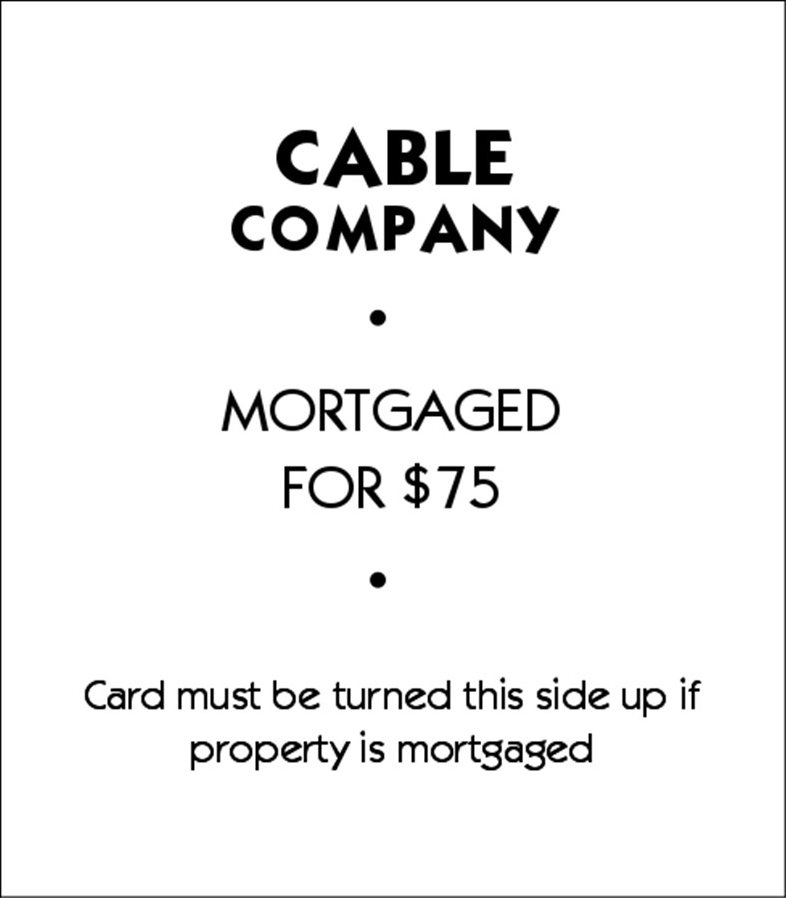 CABLE
COMPANY
•
MORTGAGED
FOR $75
•
Card must be turned this side up if
property is mortgaged